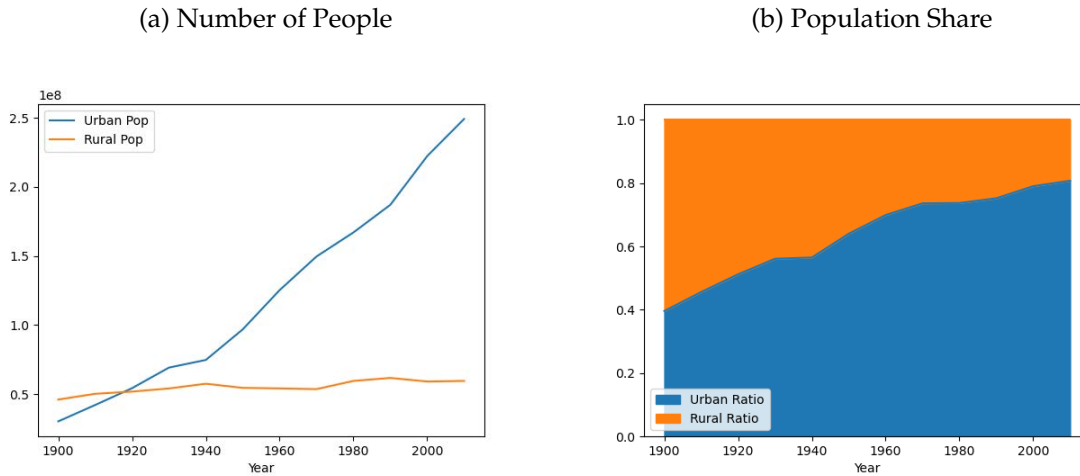 (a) Number of People
1e8
Urban Pop
Rural Pop
2.5
2.0
1.5
1.0
0.5
1900 1920 1940 1960 1980 2000
Year
(b) Population Share
1.0
0.8
0.6
0.4
0.2
0.0
Urban Ratio
Rural Ratio
1900 1920 1940 1960 1980 2000
Year